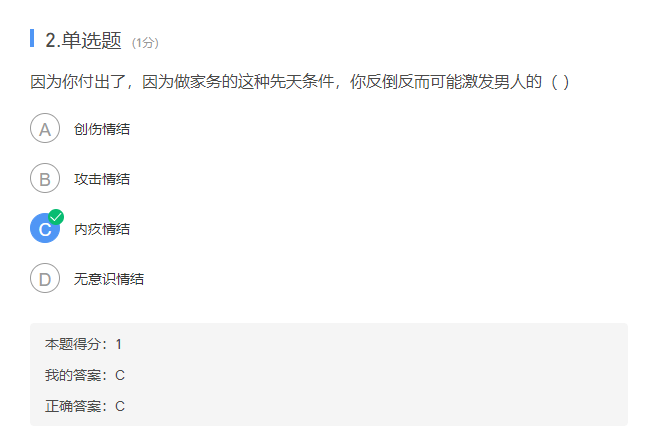 2.单选题 (1分)
因为你付出了，因为做家务的这种先天条件，你反倒反而可能激发男人的（ ）
A 创伤情结
B 攻击情结
C 内疚情结
D 无意识情结
本题得分：1
我的答案：C
正确答案：C